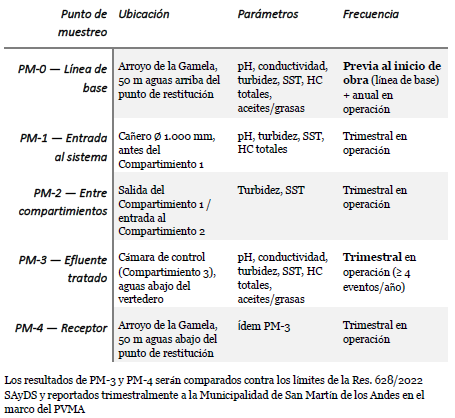 Punto de muestreo Ubicación Parámetros Frecuencia
PM-0 — Línea de base
Arroyo de la Gamela, 50 m aguas arriba del punto de restitución
pH, conductividad, turbidez, SST, HC totales, aceites/grasas
Previa al inicio de obra (línea de base) + anual en operación
PM-1 — Entrada al sistema
Cañero Ø 1.000 mm, antes del Compartimiento 1
pH, turbidez, SST, HC totales
Trimestral en operación
PM-2 — Entre compartimientos
Salida del Compartimiento 1 / entrada al Compartimiento 2
Turbidez, SST
Trimestral en operación
PM-3 — Efluente tratado
Cámara de control (Compartimiento 3), aguas abajo del vertedero
pH, conductividad, turbidez, SST, HC totales, aceites/grasas
Trimestral en operación (≥ 4 eventos/año)
PM-4 — Receptor
Arroyo de la Gamela, 50 m aguas abajo del punto de restitución
ídem PM-3
Trimestral en operación
Los resultados de PM-3 y PM-4 serán comparados contra los límites de la Res. 628/2022
SAyDS y reportados trimestralmente a la Municipalidad de San Martín de los Andes en el
marco del PVMA